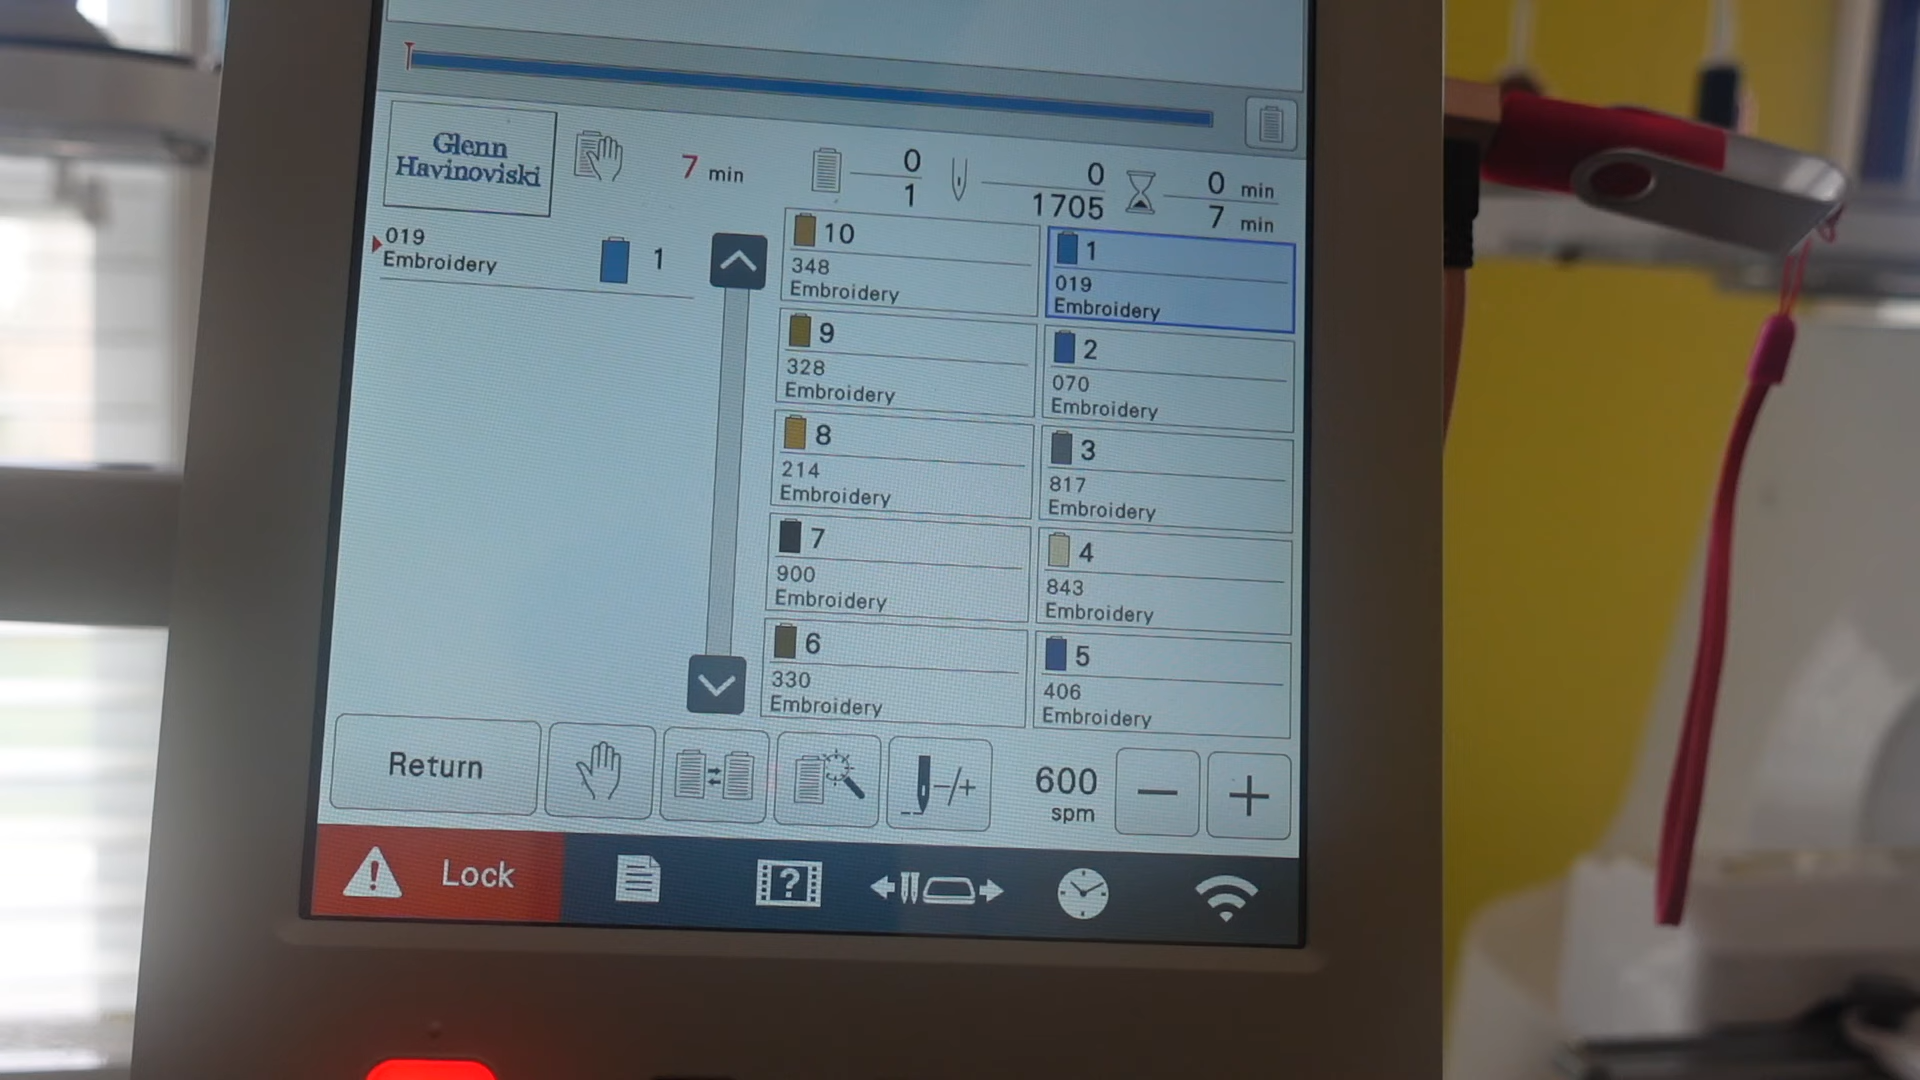 Glenn
Havinoviski
7 min
0
1
0
1705
0 min
7 min
019
Embroidery
1
10
348
Embroidery
1
019
Embroidery
9
328
Embroidery
2
070
Embroidery
8
214
Embroidery
3
817
Embroidery
7
900
Embroidery
4
843
Embroidery
6
330
Embroidery
5
406
Embroidery
Return
-/+
600
sppm
− +
Lock
?